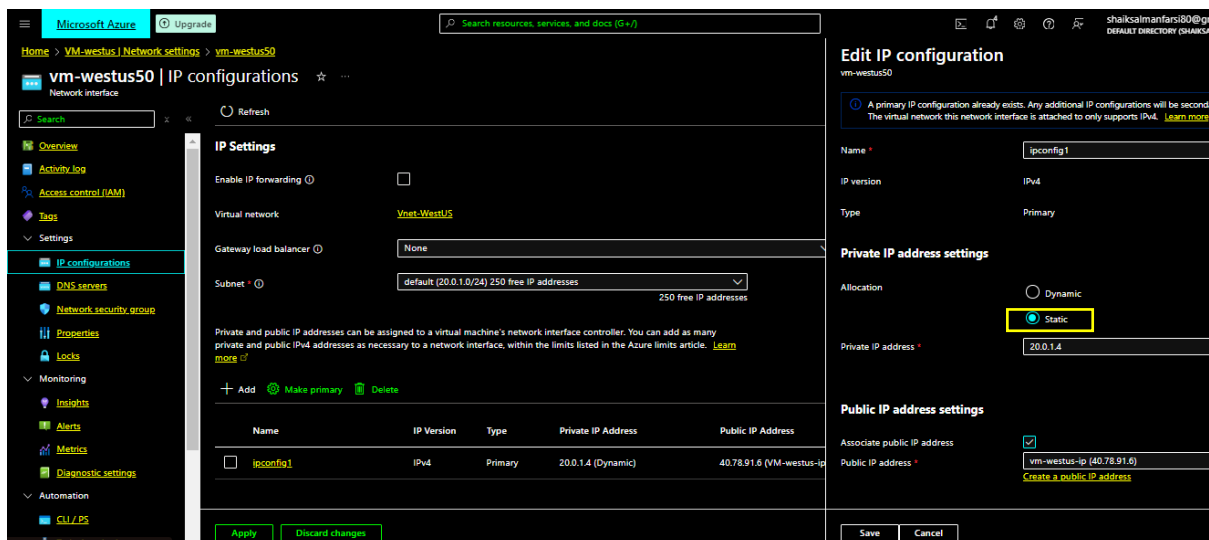 Microsoft Azure
Upgrade
Search resources, services, and docs (G+/)
shaiksalmanfarsi80@g
DEFAULT DIRECTORY (SHAIKSA
Home > VM-westus | Network settings > vm-westus50
vm-westus50 | IP configurations
Network interface
Search
Overview
Activity log
Access control (IAM)
Tags
Settings
IP configurations
DNS servers
Network security group
Properties
Locks
Monitoring
Insights
Alerts
Metrics
Diagnostic settings
Automation
CLI / PS
Refresh
IP Settings
Enable IP forwarding
Virtual network
Vnet-WestUS
Gateway load balancer
None
Subnet *
default (20.0.1.0/24) 250 free IP addresses
250 free IP addresses
Private and public IP addresses can be assigned to a virtual machine's network interface controller. You can add as many
private and public IPv4 addresses as necessary to a network interface, within the limits listed in the Azure limits article. Learn
more
Add Make primary Delete
Name IP Version Type Private IP Address Public IP Address
ipconfig1 IPv4 Primary 20.0.1.4 (Dynamic) 40.78.91.6 (VM-westus-ip
Apply Discard changes
Edit IP configuration
vm-westus50
A primary IP configuration already exists. Any additional IP configurations will be second
The virtual network this network interface is attached to only supports IPv4. Learn more
Name *
ipconfig1
IP version
IPv4
Type
Primary
Private IP address settings
Allocation
Dynamic
Static
Private IP address *
20.0.1.4
Public IP address settings
Associate public IP address
Public IP address *
vm-westus-ip (40.78.91.6)
Create a public IP address
Save Cancel